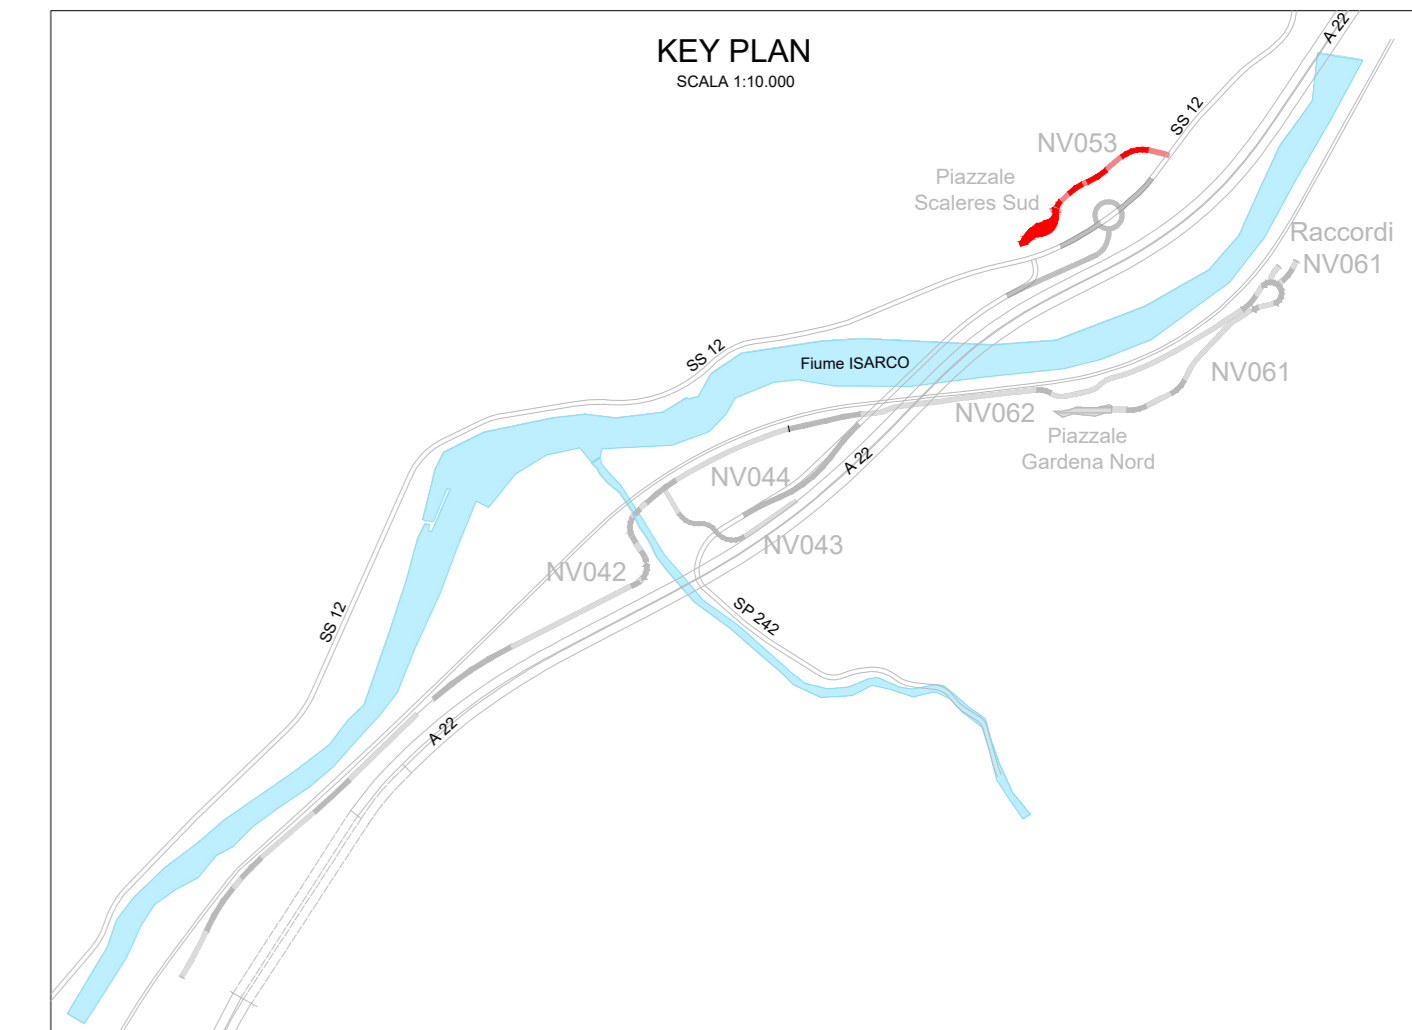 KEY PLAN
SCALA 1:10.000
A 22
SS 12
NV053
Piazzale
Scaleres Sud
Raccordi
NV061
SS 12
Fiume ISARCO
NV061
NV062
Piazzale
Gardena Nord
A 22
NV044
NV043
NV042
SP 242
SS 12
A 22